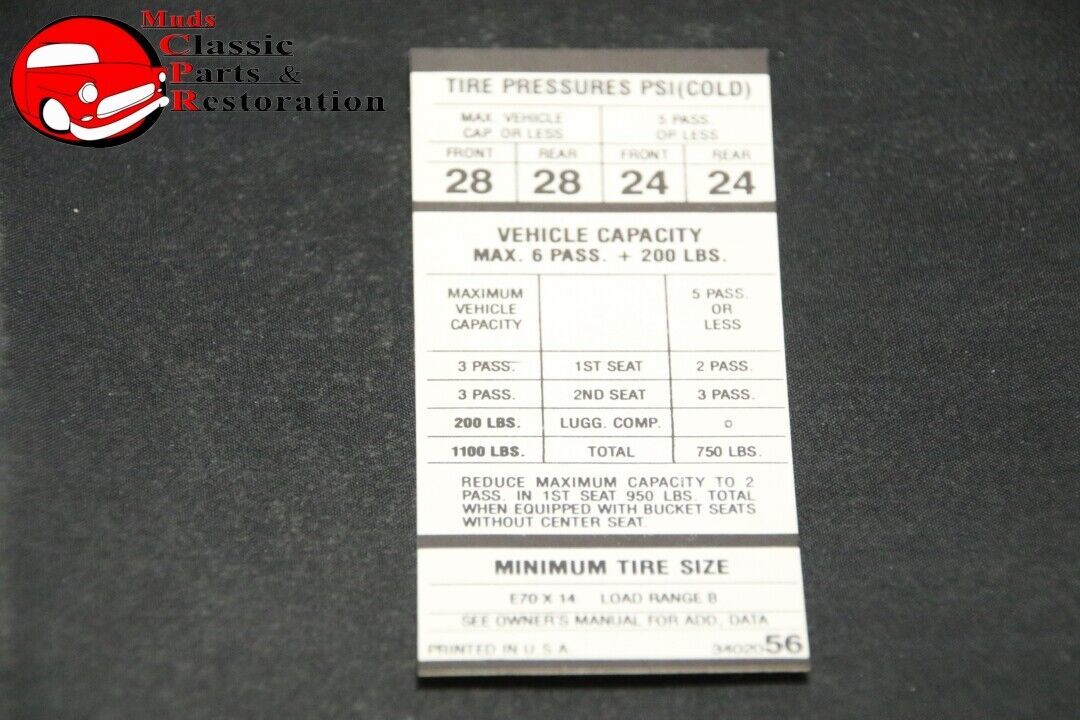 Muds
Classic
Parts &
Restoration
TIRE PRESSURES PSI(COLD)
MAX. VEHICLE CAP OR LESS
5 PASS. OR LESS
FRONT REAR FRONT REAR
28 28 24 24
VEHICLE CAPACITY
MAX. 6 PASS. + 200 LBS.
MAXIMUM VEHICLE CAPACITY
5 PASS. OR LESS
3 PASS. 1ST SEAT 2 PASS.
3 PASS. 2ND SEAT 3 PASS.
200 LBS. LUGG. COMP. 0
1100 LBS. TOTAL 750 LBS.
REDUCE MAXIMUM CAPACITY TO 2
PASS. IN 1ST SEAT 950 LBS. TOTAL
WHEN EQUIPPED WITH BUCKET SEATS
WITHOUT CENTER SEAT.
MINIMUM TIRE SIZE
E70 X 14 LOAD RANGE B
SEE OWNER'S MANUAL FOR ADD. DATA
PRINTED IN U.S.A. 3402056